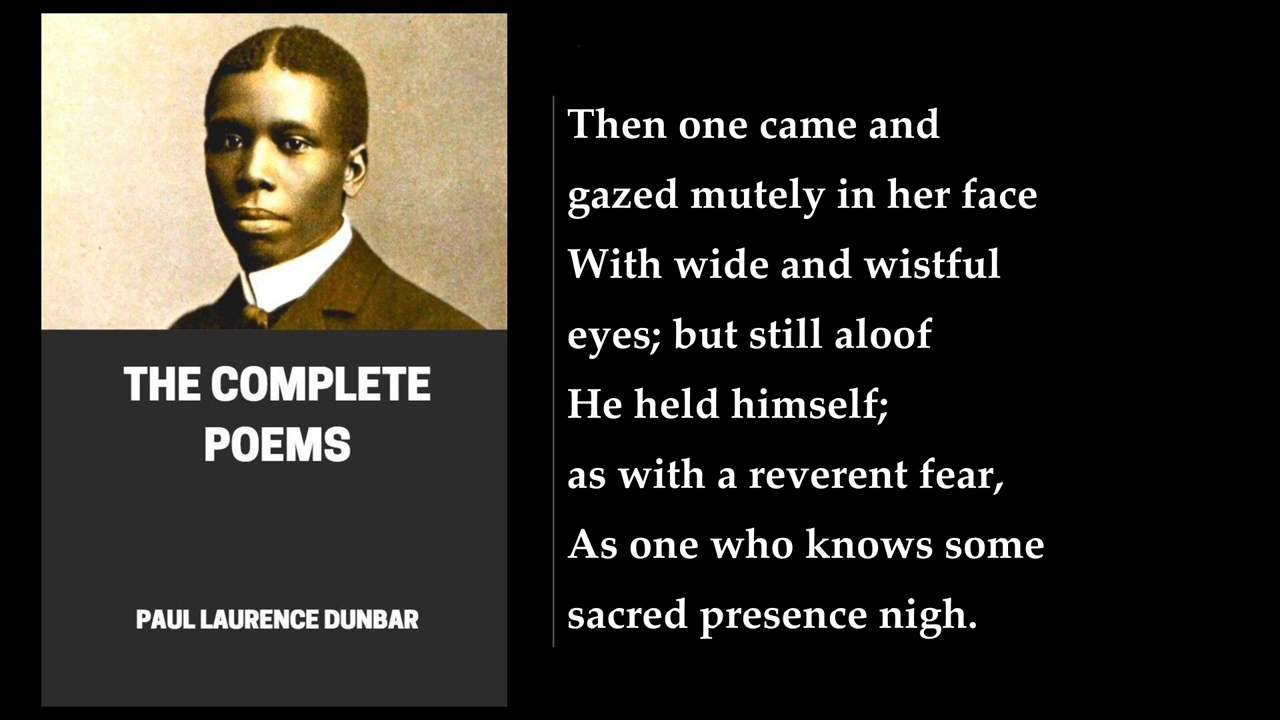 THE COMPLETE
POEMS
PAUL LAURENCE DUNBAR
Then one came and
gazed mutely in her face
With wide and wistful
eyes; but still aloof
He held himself;
as with a reverent fear,
As one who knows some
sacred presence nigh.